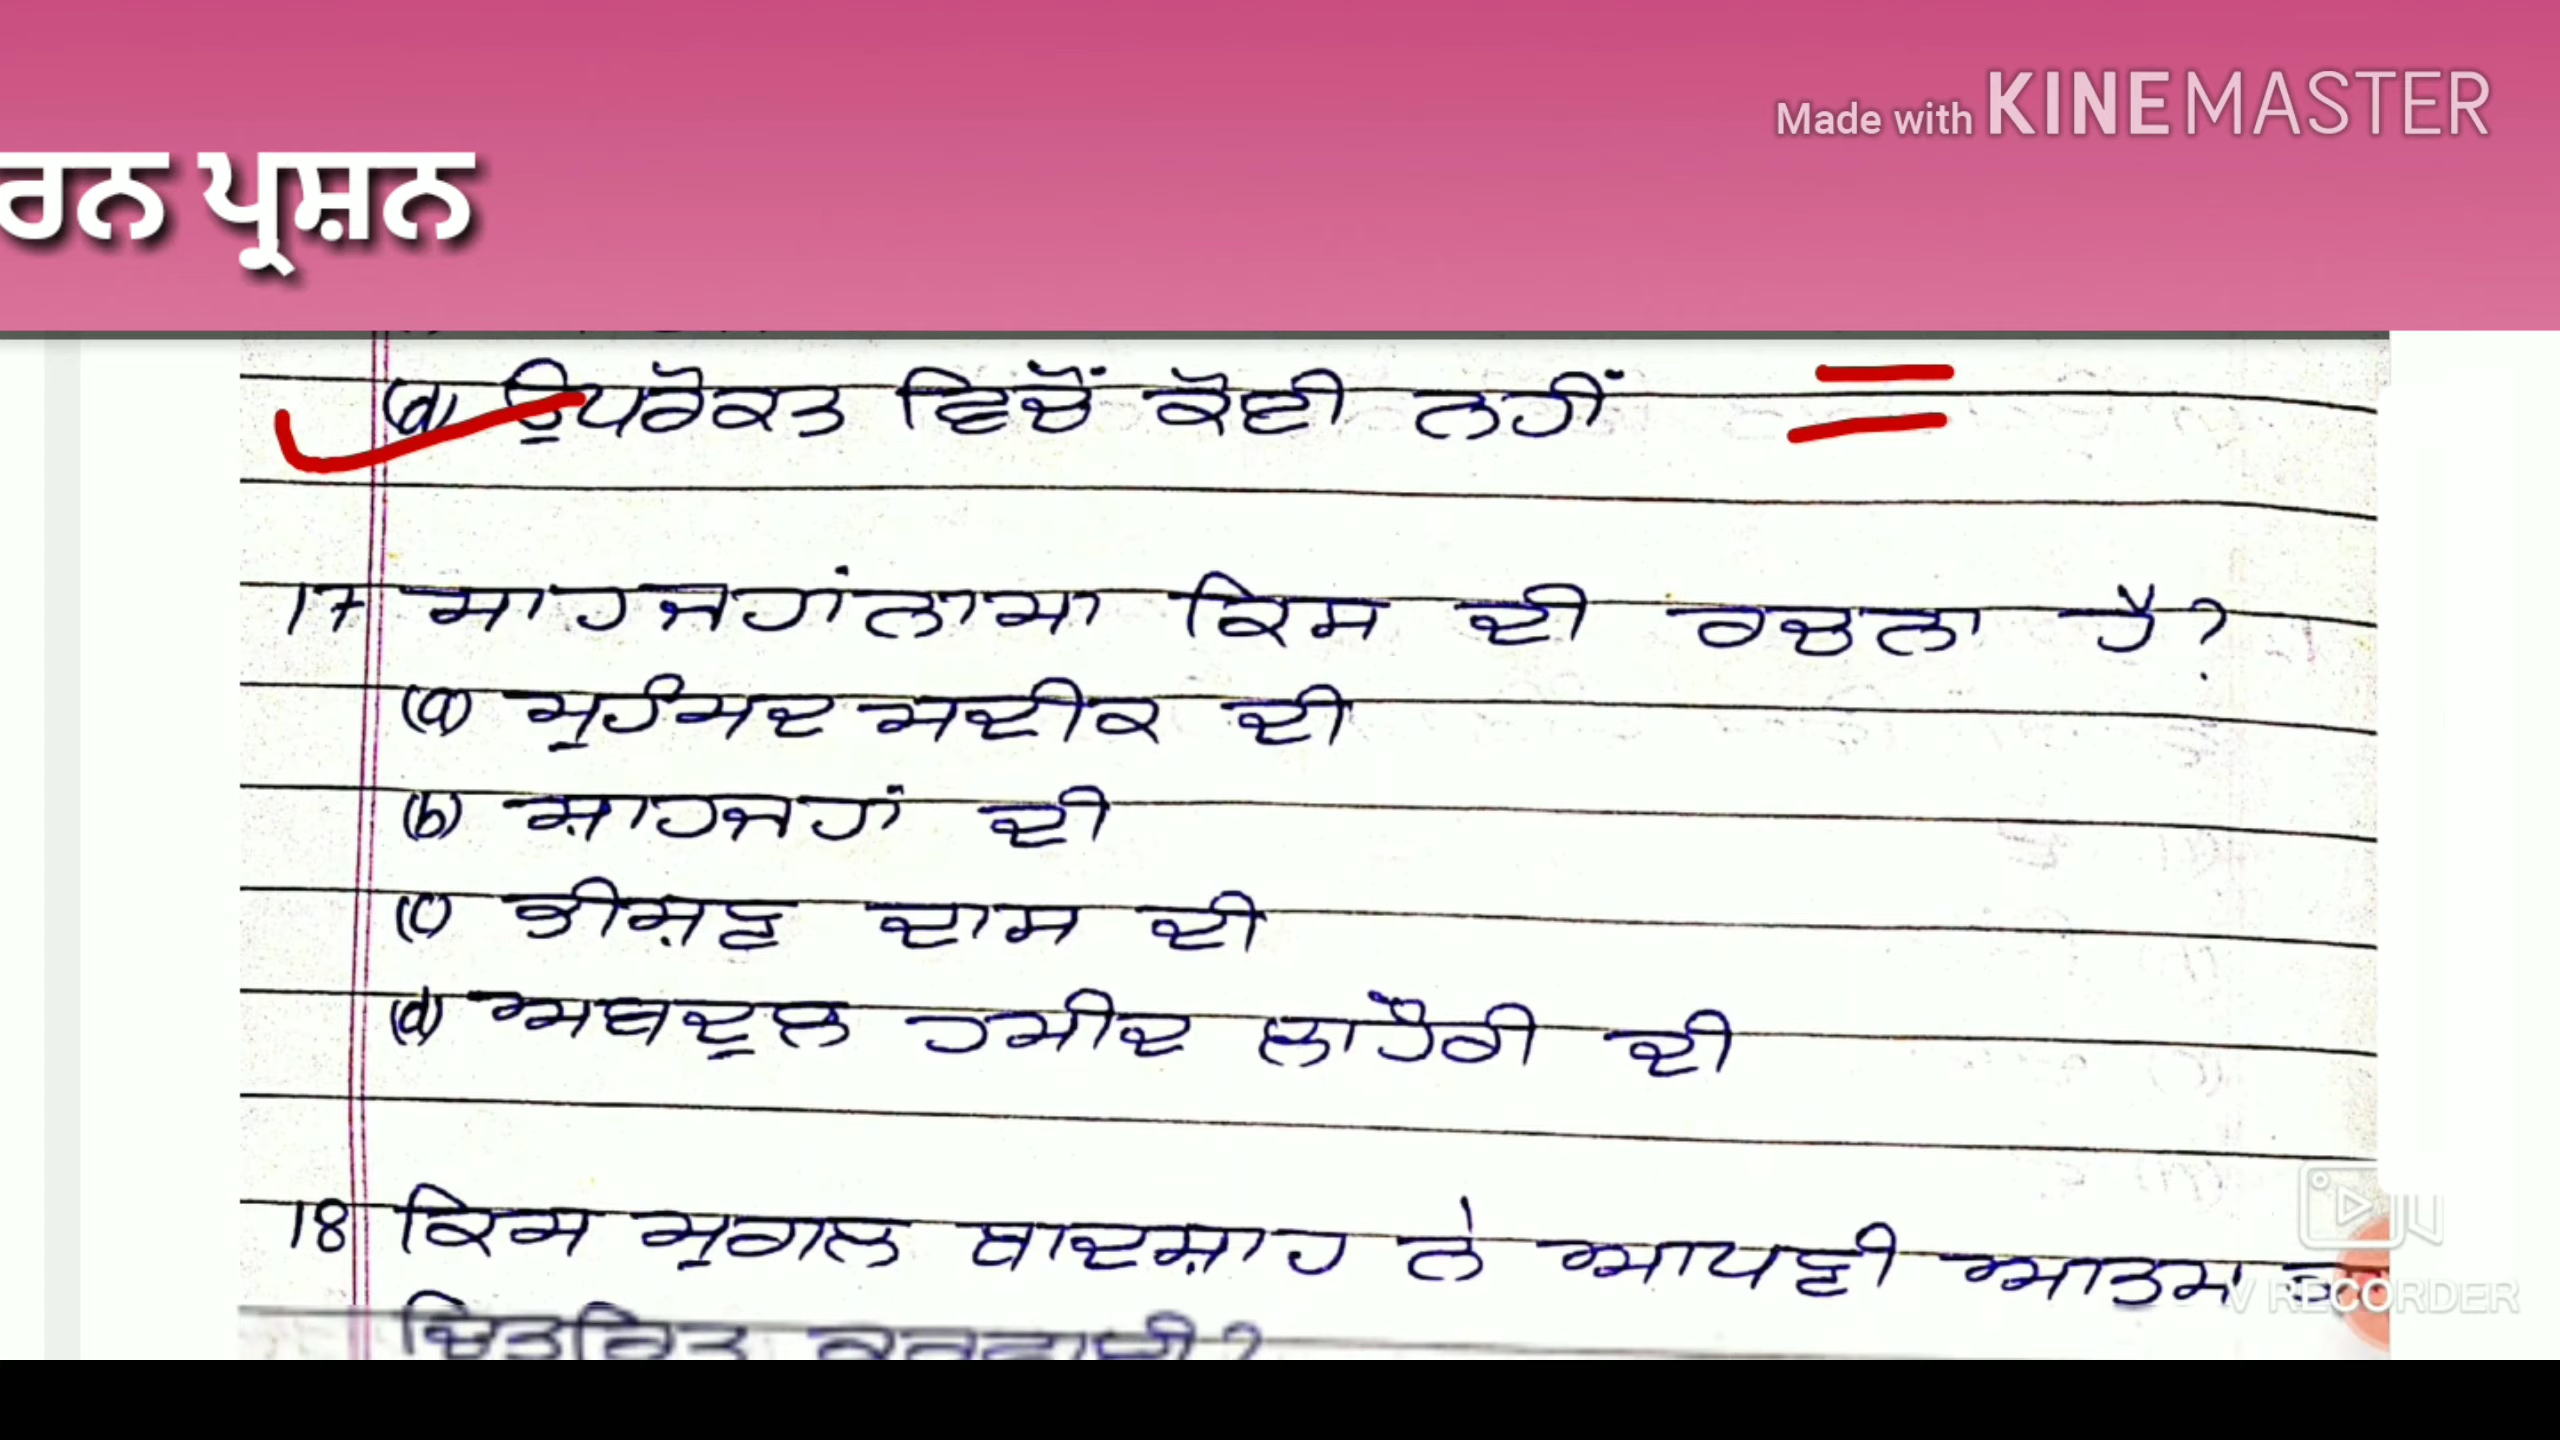 Made with KINEMASTER
ਰਨ ਪ੍ਰਸ਼ਨ
(d) ਉਪਰੋਕਤ ਵਿਚੋਂ ਕੋਈ ਨਹੀਂ
17 ਸਾਹਜਹਾਂਨਾਮਾ ਕਿਸ ਦੀ ਰਚਨਾ ਹੈ?
(a) ਮੁਹੰਮਦ ਸਦੀਕ ਦੀ
(b) ਸ਼ਾਹਜਹਾਂ ਦੀ
(c) ਭੀਸ਼ਣ ਦਾਸ ਦੀ
(d) ਅਬਦੁਲ ਹਮੀਦ ਲਾਹੌਰੀ ਦੀ
18 ਕਿਸ ਮੁਗਲ ਬਾਦਸ਼ਾਹ ਨੇ ਆਪਣੀ ਆਤਮ
V RECORDER